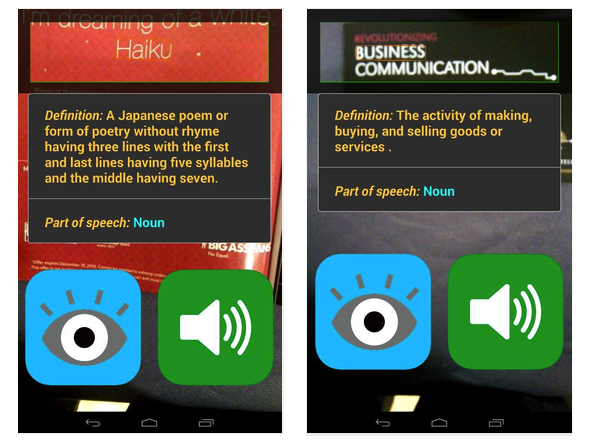 I'm dreaming of a white.
Haiku
Definition: A Japanese poem or
form of poetry without rhyme
having three lines with the first
and last lines having five syllables
and the middle having seven.
Part of speech: Noun
BIG ASS FANS
No Equal.
REVOLUTIONIZING
BUSINESS
COMMUNICATION
Definition: The activity of making,
buying, and selling goods or
services .
Part of speech: Noun